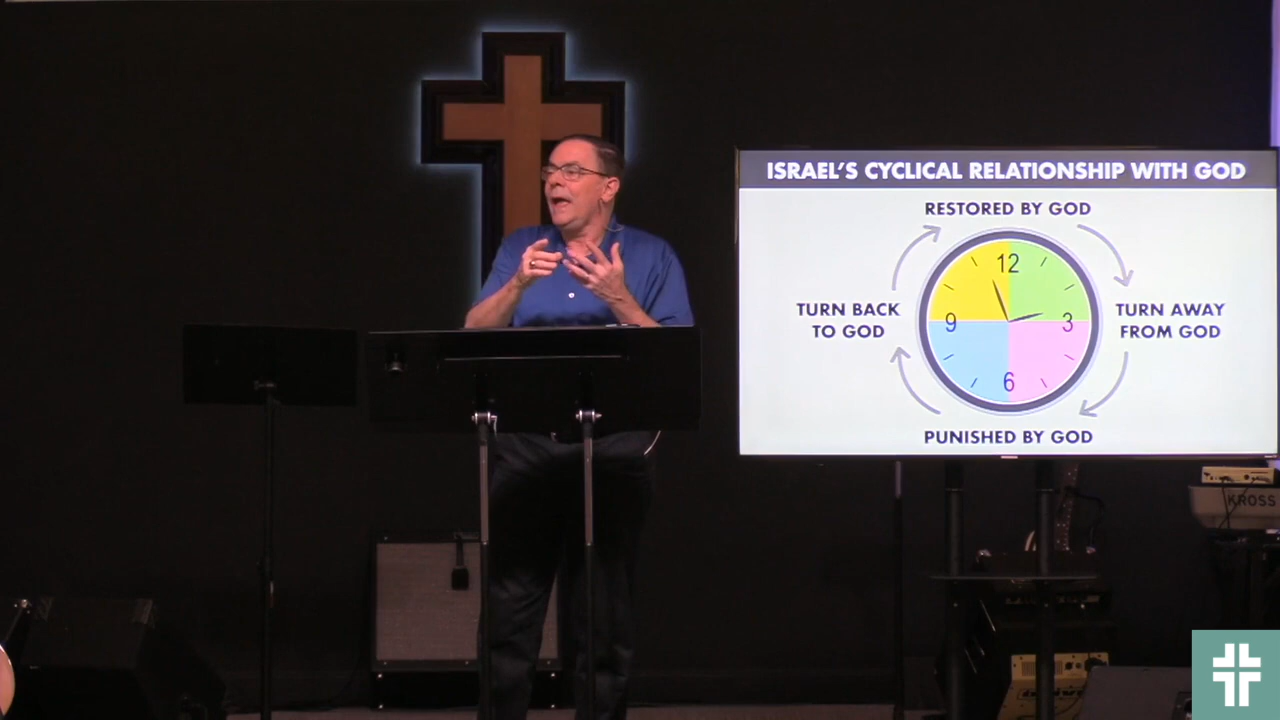 ISRAEL'S CYCLICAL RELATIONSHIP WITH GOD
RESTORED BY GOD
12
TURN BACK
TO GOD
9
3
TURN AWAY
FROM GOD
6
PUNISHED BY GOD
KROSS